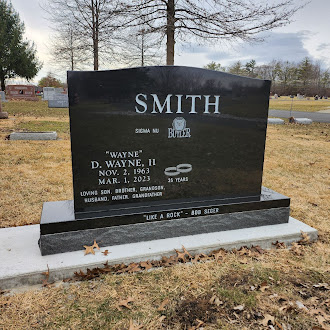 SMITH
SIGMA NU
BUTLER
"WAYNE"
D. WAYNE, II
NOV. 2, 1963
MAR. 1, 2023
26 YEARS
LOVING SON, BROTHER, GRANDSON,
HUSBAND, FATHER, GRANDFATHER
"LIKE A ROCK" - BOB SEGER